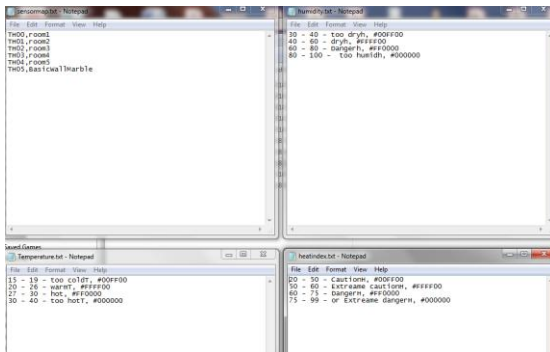 sensormap.txt - Notepad
File Edit Format View Help
TH00,room1
TH01,room2
TH02,room3
TH03,room4
TH04,room5
TH05,BasicWallMarble
humidity.txt - Notepad
File Edit Format View Help
30 - 40 - too dryh, #00FF00
40 - 60 - dryh, #FFFF00
60 - 80 - Dangerh, #FF0000
80 - 100 - too humidh, #000000
Saved Games
Temperature.txt - Notepad
File Edit Format View Help
15 - 19 - too coldT, #00FF00
20 - 26 - warmT, #FFFF00
27 - 30 - hot, #FF0000
30 - 40 - too hotT, #000000
heatindex.txt - Notepad
File Edit Format View Help
20 - 50 - CautionH, #00FF00
50 - 60 - Extreame cautionH, #FFFF00
60 - 75 - DangerH, #FF0000
75 - 99 - or Extreame dangerH, #000000